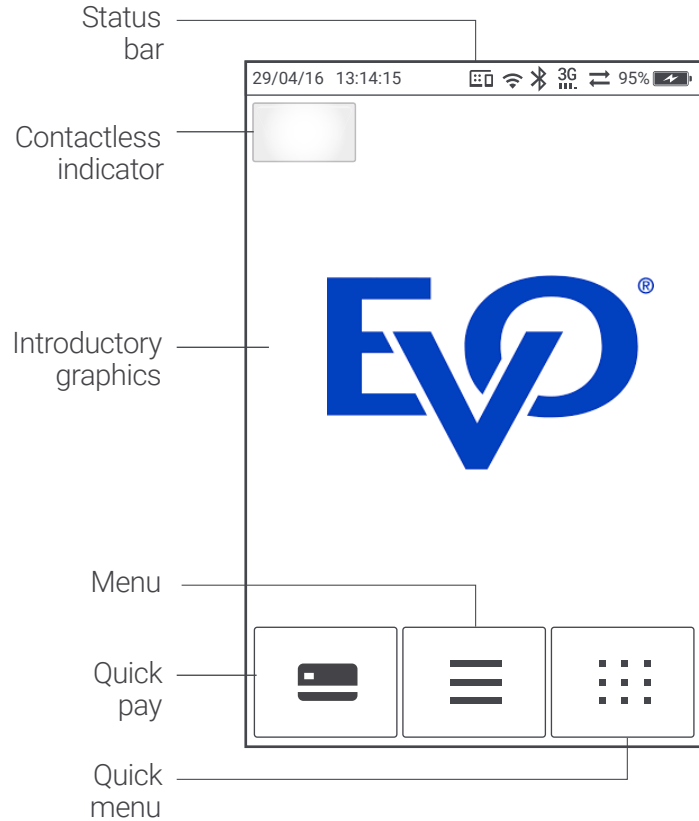 Status
bar
29/04/16 13:14:15 3G 95%
Contactless
indicator
EVO®
Introductory
graphics
Menu
Quick
pay
Quick
menu